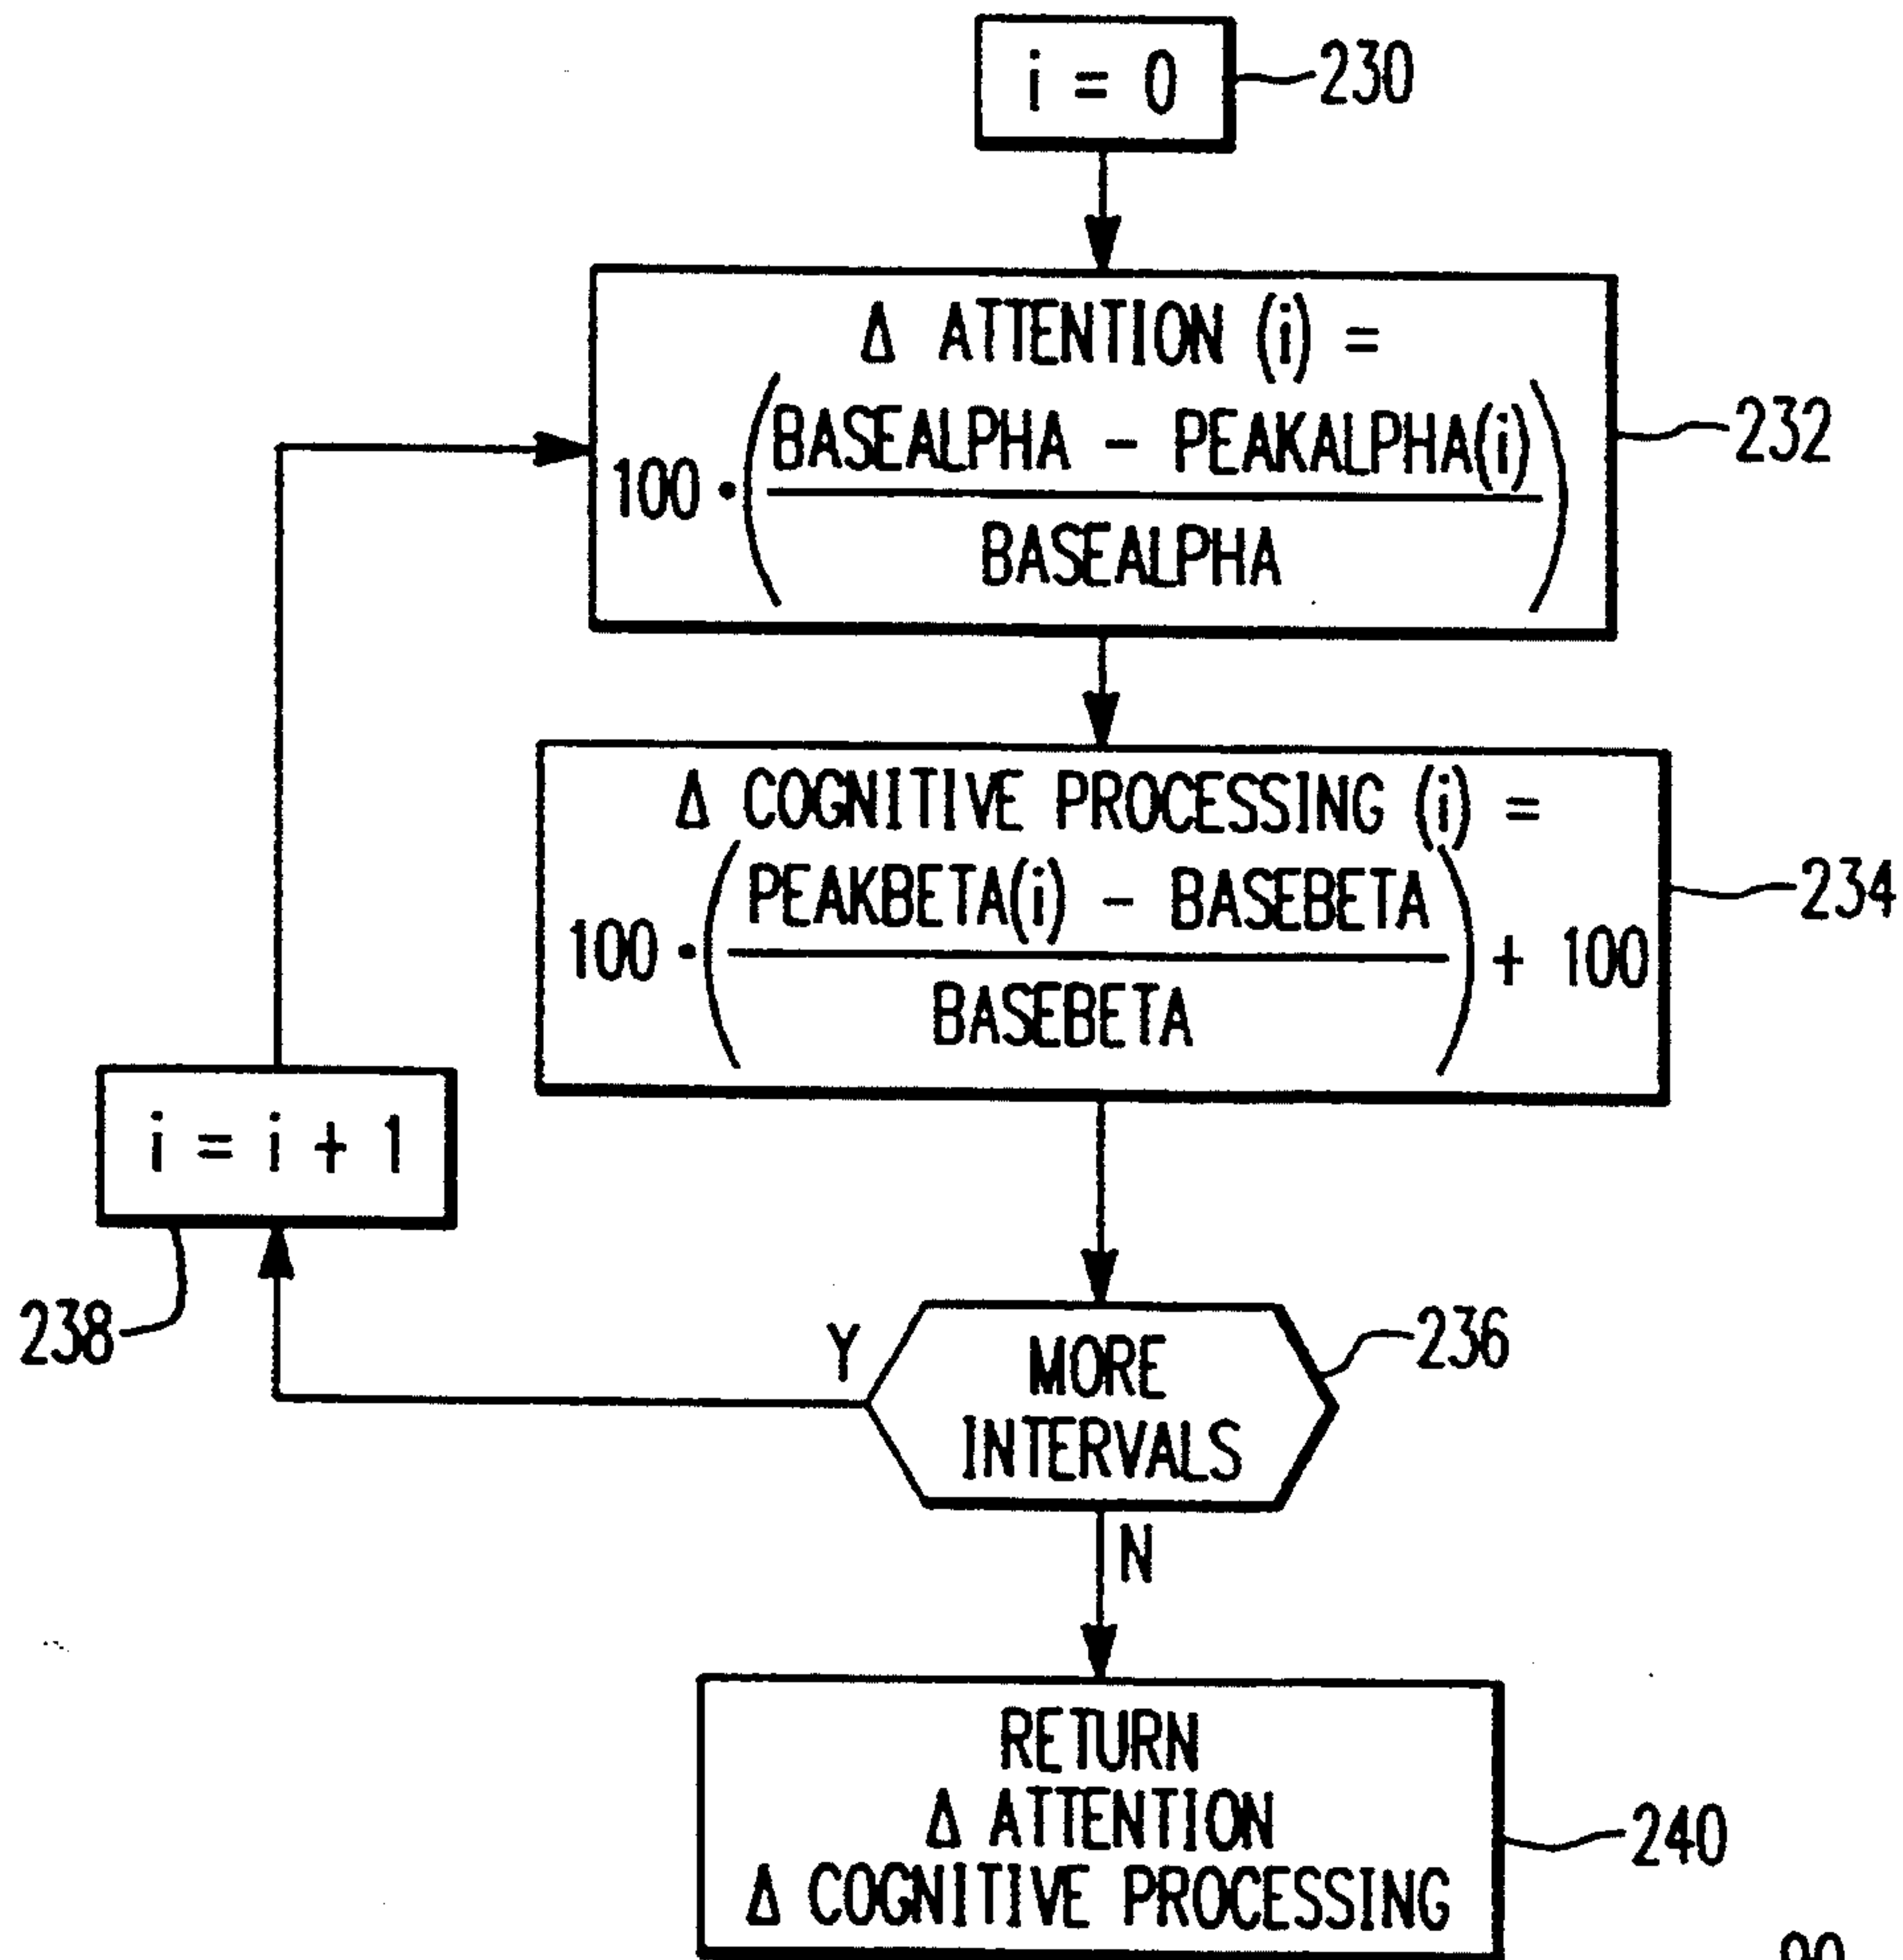 i = 0
230
Δ ATTENTION (i) =
100 • (BASEALPHA - PEAKALPHA(i)
BASEALPHA)
232
Δ COGNITIVE PROCESSING (i) =
100 • (PEAKBETA(i) - BASEBETA
BASEBETA) + 100
234
i = i + 1
238
Y
MORE
INTERVALS
236
N
RETURN
Δ ATTENTION
Δ COGNITIVE PROCESSING
240